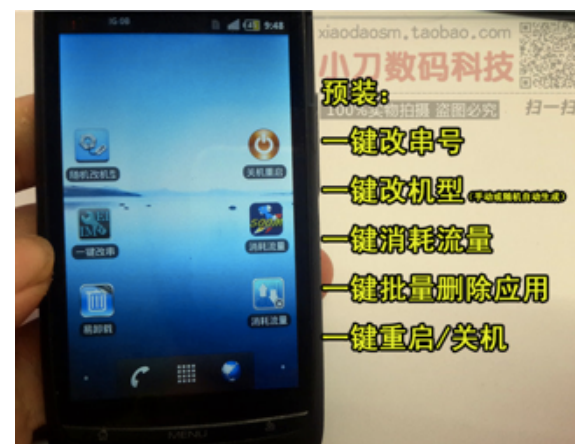 9:48
xiaodaosm.taobao.com
小刀数码科技
预装:
100%实物拍摄 盗图必究
扫一扫
一键改串号
一键改机型(手动或随机自动生成)
一键消耗流量
一键批量删除应用
一键重启/关机
随机改机型
关机重启
一键改串
消耗流量
易卸载
消耗流量
MENU